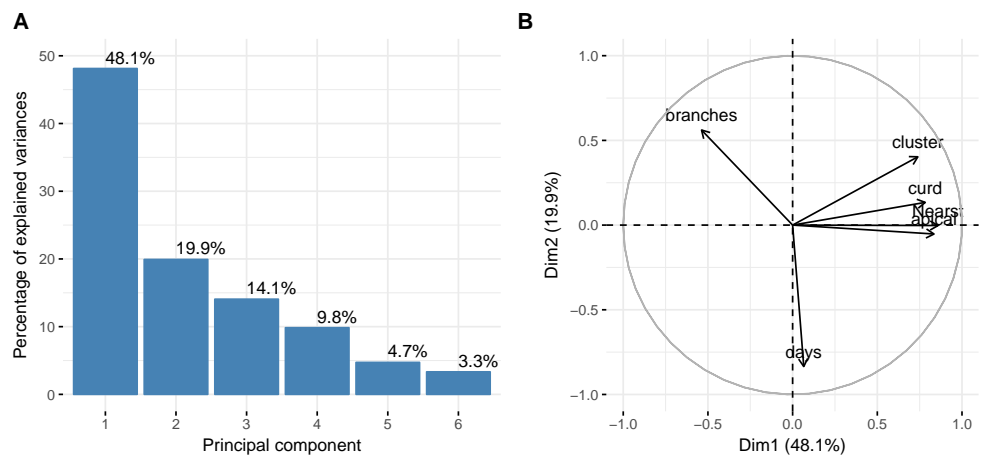 A
Percentage of explained variances
50
40
30
20
10
0
48.1%
19.9%
14.1%
9.8%
4.7%
3.3%
1 2 3 4 5 6
Principal component
B
Dim2 (19.9%)
1.0
0.5
0.0
−0.5
−1.0
branches
cluster
curd
apical
days
−1.0 −0.5 0.0 0.5 1.0
Dim1 (48.1%)